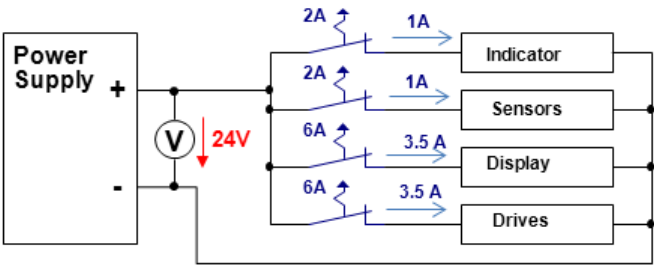 Power
Supply
+
-
V
24V
2A
1A
Indicator
2A
1A
Sensors
6A
3.5 A
Display
6A
3.5 A
Drives